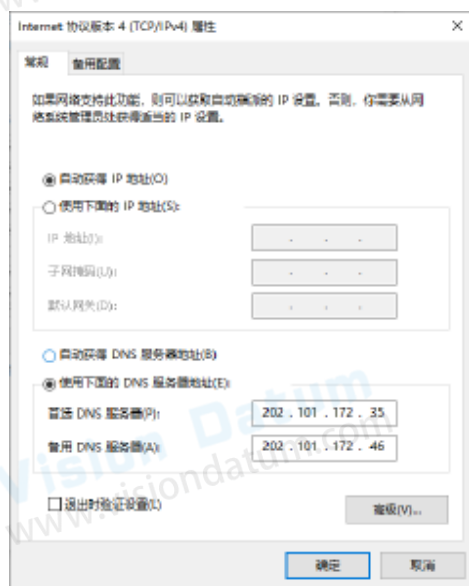 Internet 协议版本 4 (TCP/IPv4) 属性
常规 备用配置
如果网络支持此功能，则可以获取自动指派的 IP 设置。否则，你需要从网
络系统管理员处获得适当的 IP 设置。
自动获得 IP 地址(O)
使用下面的 IP 地址(S):
IP 地址(I):
子网掩码(U):
默认网关(D):
自动获得 DNS 服务器地址(B)
使用下面的 DNS 服务器地址(E):
首选 DNS 服务器(P): 202 . 101 . 172 . 35
备用 DNS 服务器(A): 202 . 101 . 172 . 46
Vision Datum
www.visiondatum.com
退出时验证设置(L)
高级(V)...
确定 取消